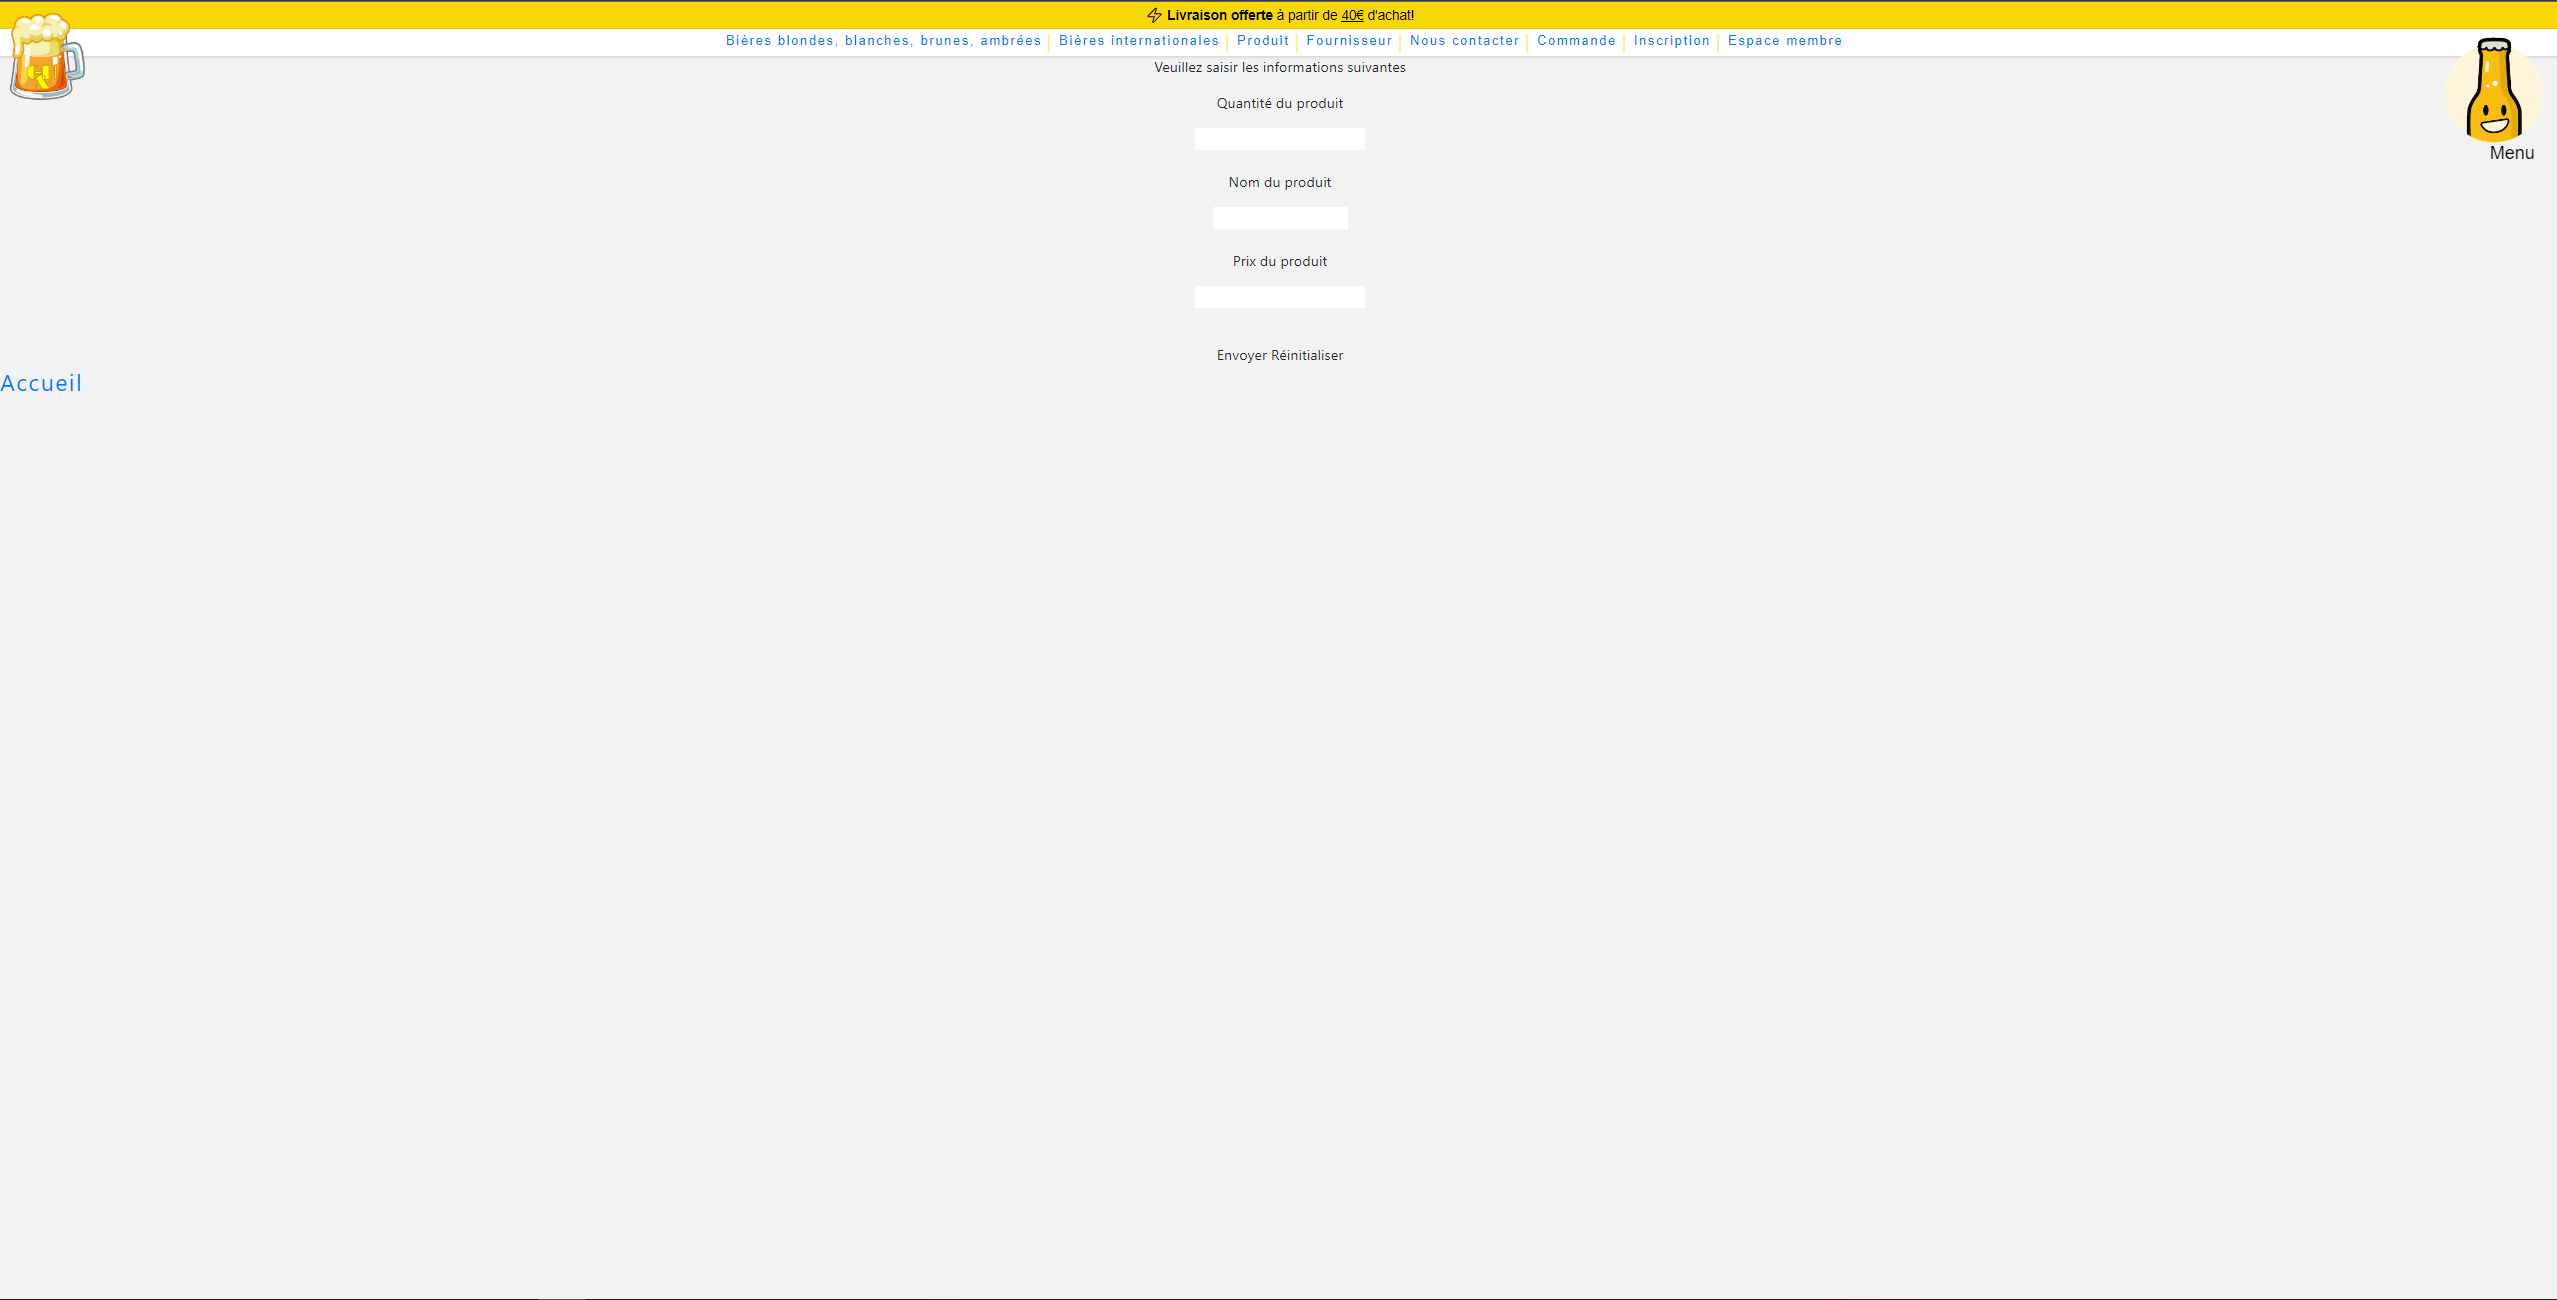 Livraison offerte à partir de 40€ d'achat!
Bières blondes, blanches, brunes, ambrées Bières internationales Produit Fournisseur Nous contacter Commande Inscription Espace membre
Veuillez saisir les informations suivantes
Quantité du produit
Menu
Nom du produit
Prix du produit
Envoyer Réinitialiser
Accueil